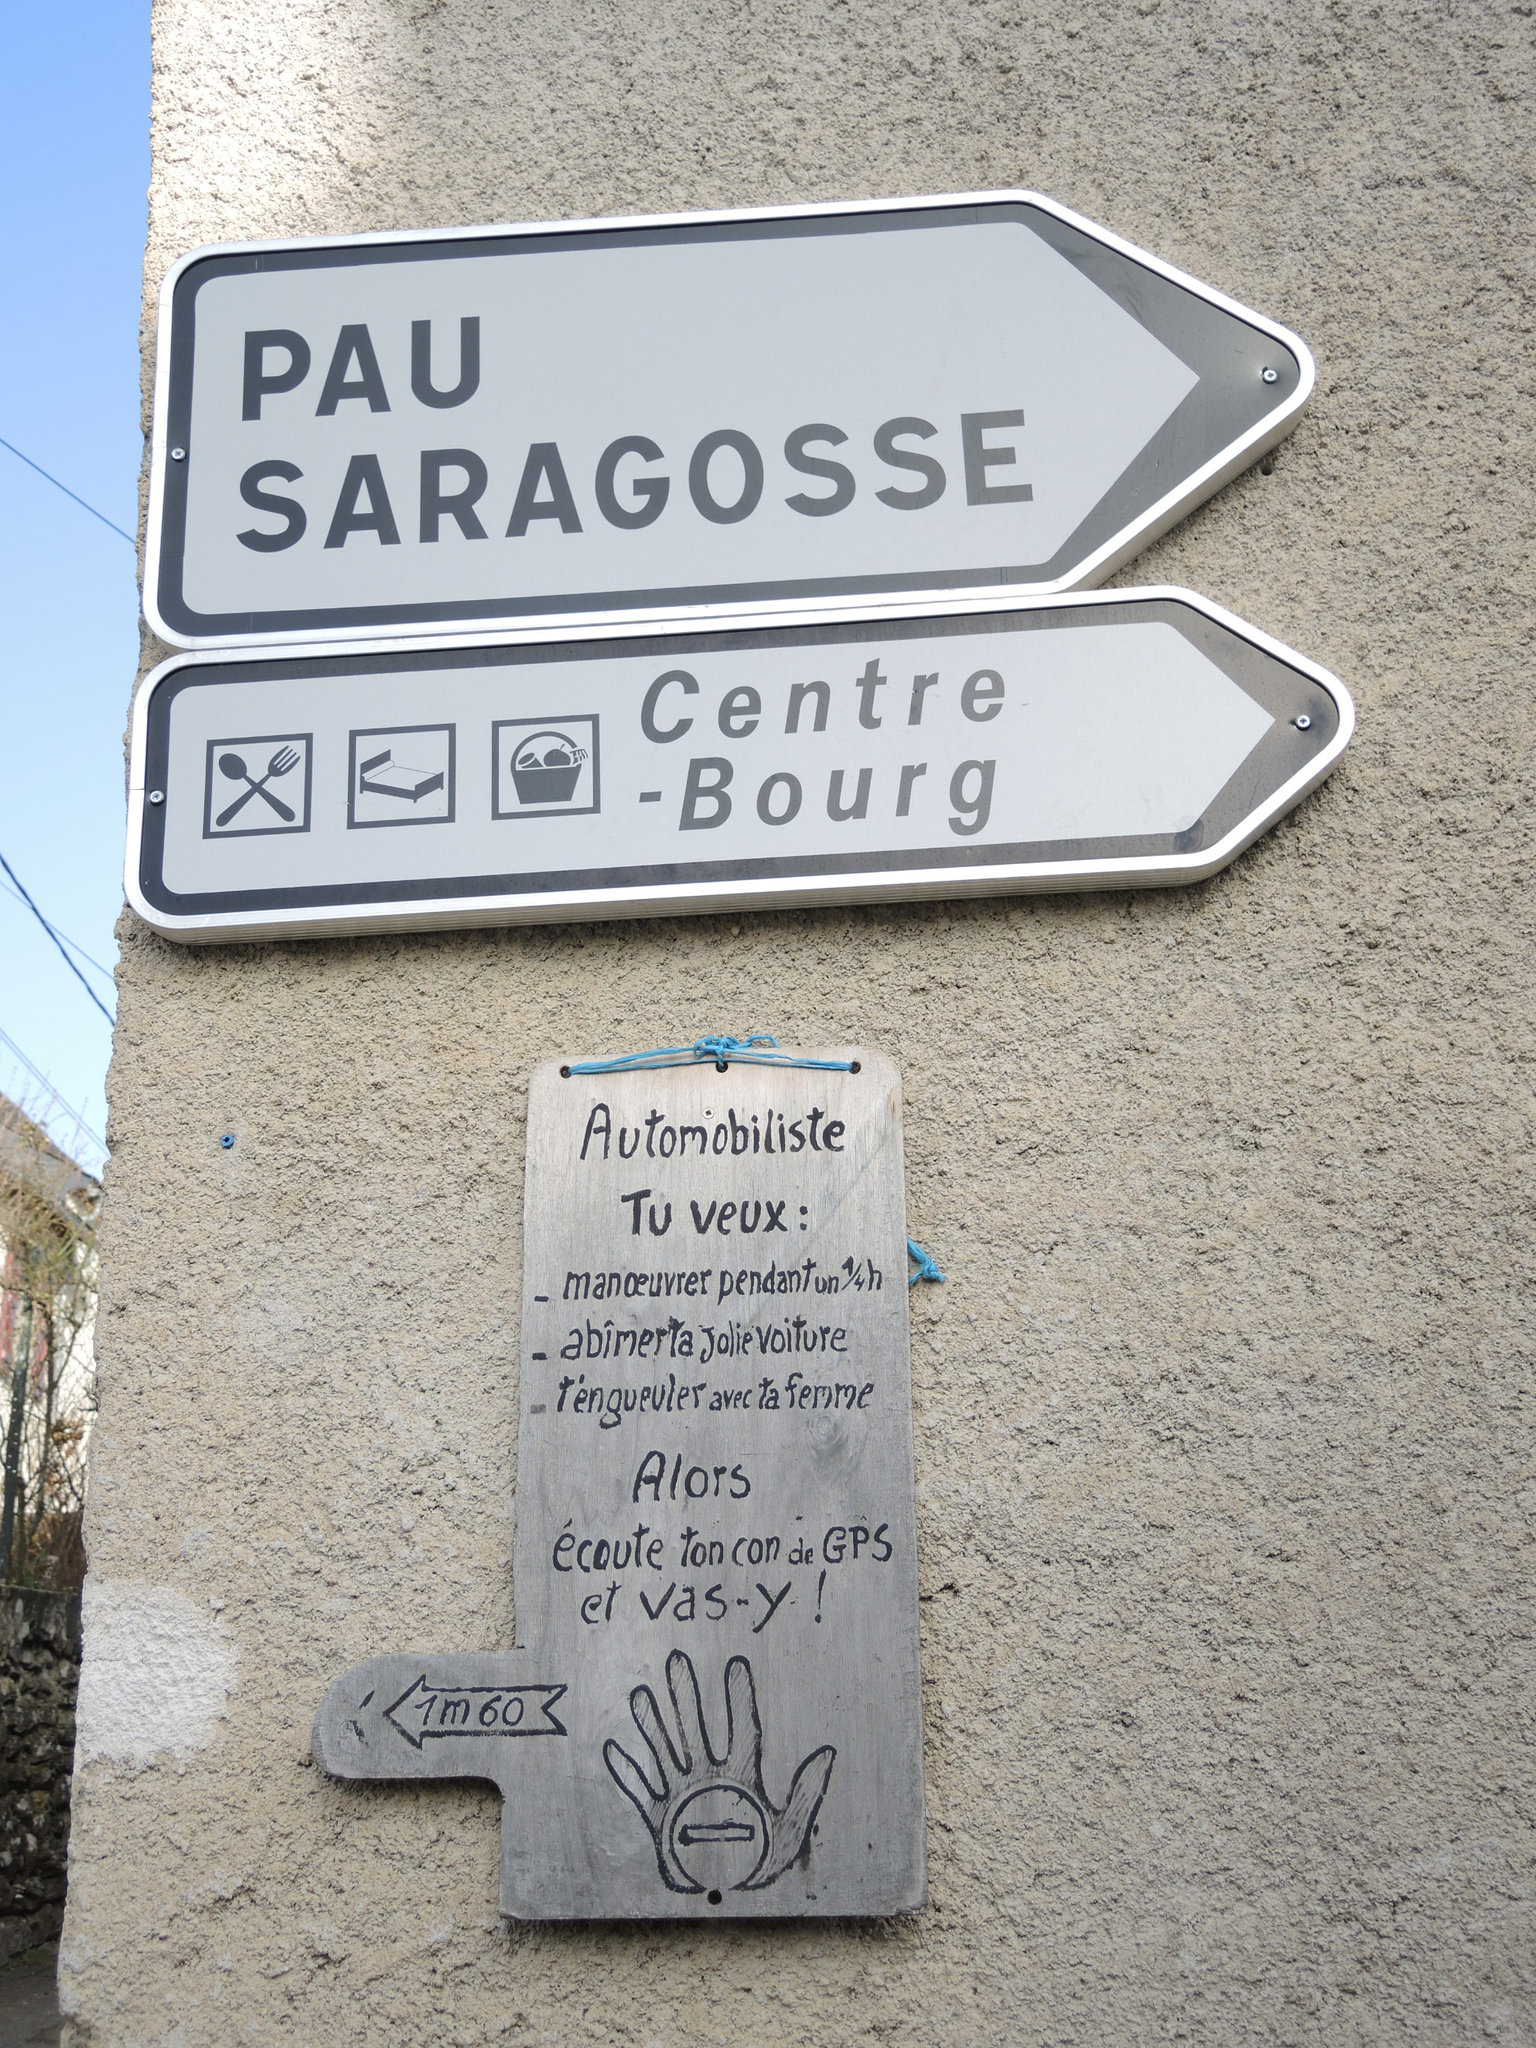 PAU
SARAGOSSE
Centre
-Bourg
Automobiliste
Tu veux :
- manœuvrer pendant un 1/4 h
- abîmer ta jolie voiture
- t'engueuler avec ta femme
Alors
écoute ton con de GPS
et vas-y !
1m60